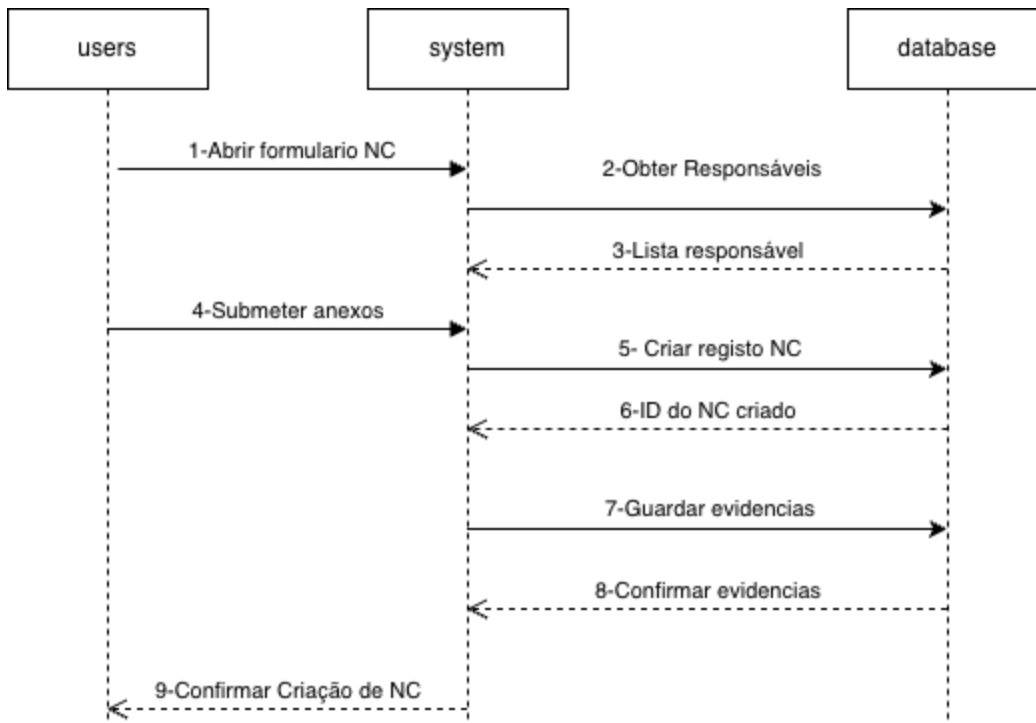 users
system
database
1-Abrir formulario NC
2-Obter Responsáveis
3-Lista responsável
4-Submeter anexos
5- Criar registo NC
6-ID do NC criado
7-Guardar evidencias
8-Confirmar evidencias
9-Confirmar Criação de NC